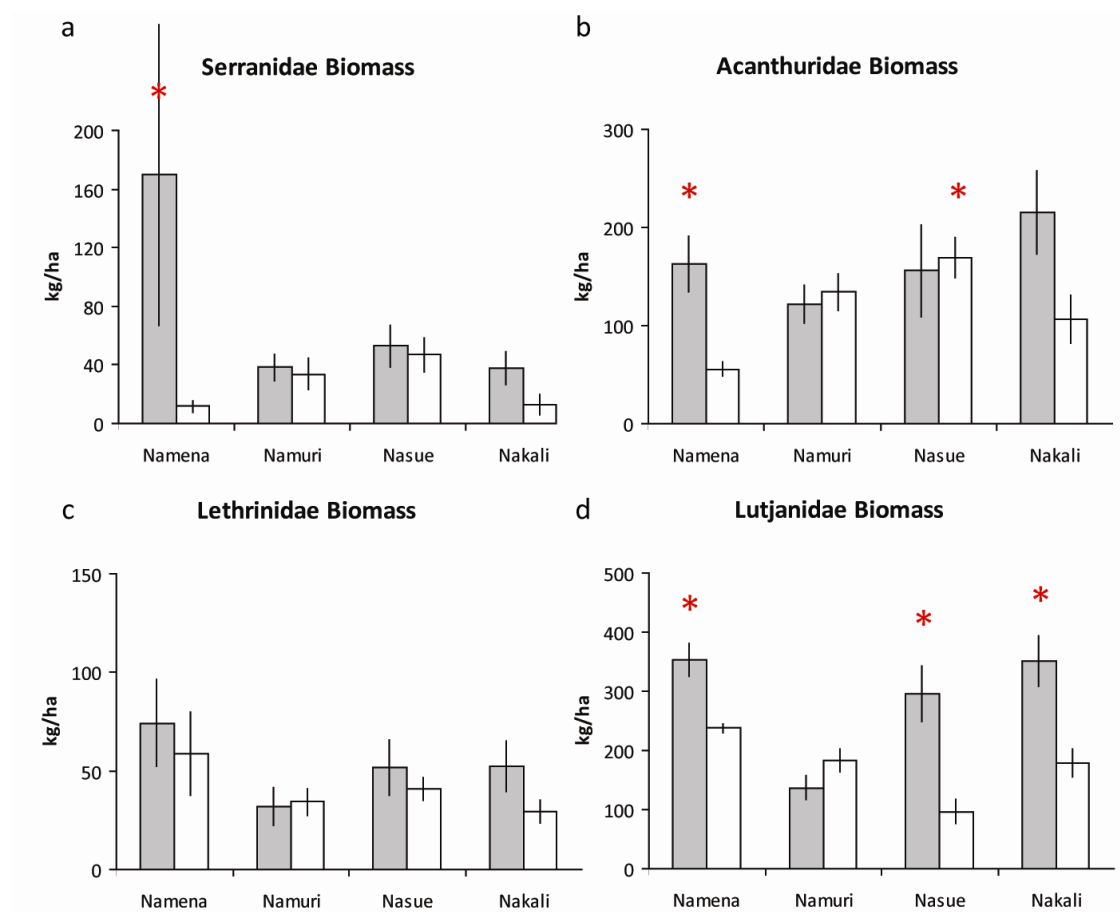 a
Serranidae Biomass
*
200
160
120
80
40
0
kg/ha
Namena Namuri Nasue Nakali
b
Acanthuridae Biomass
* *
300
200
100
0
kg/ha
Namena Namuri Nasue Nakali
c
Lethrinidae Biomass
150
100
50
0
kg/ha
Namena Namuri Nasue Nakali
d
Lutjanidae Biomass
* * *
500
400
300
200
100
0
kg/ha
Namena Namuri Nasue Nakali